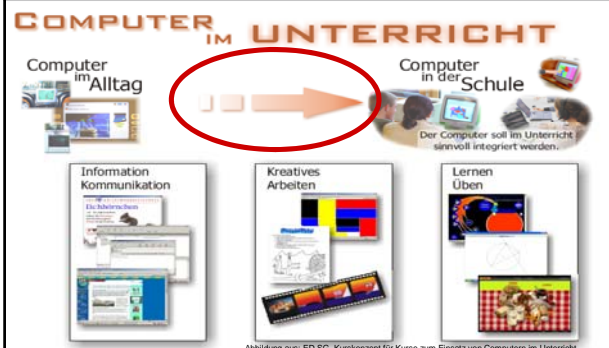 COMPUTER IM UNTERRICHT
Computer
im Alltag
Computer
in der
Schule
Der Computer soll im Unterricht
sinnvoll integriert werden.
Information
Kommunikation
Eichhörnchen
Kreatives
Arbeiten
Lernen
Üben
Abbildung aus: ED SG, Kurskonzept für Kurse zum Einsatz von Computern im Unterricht